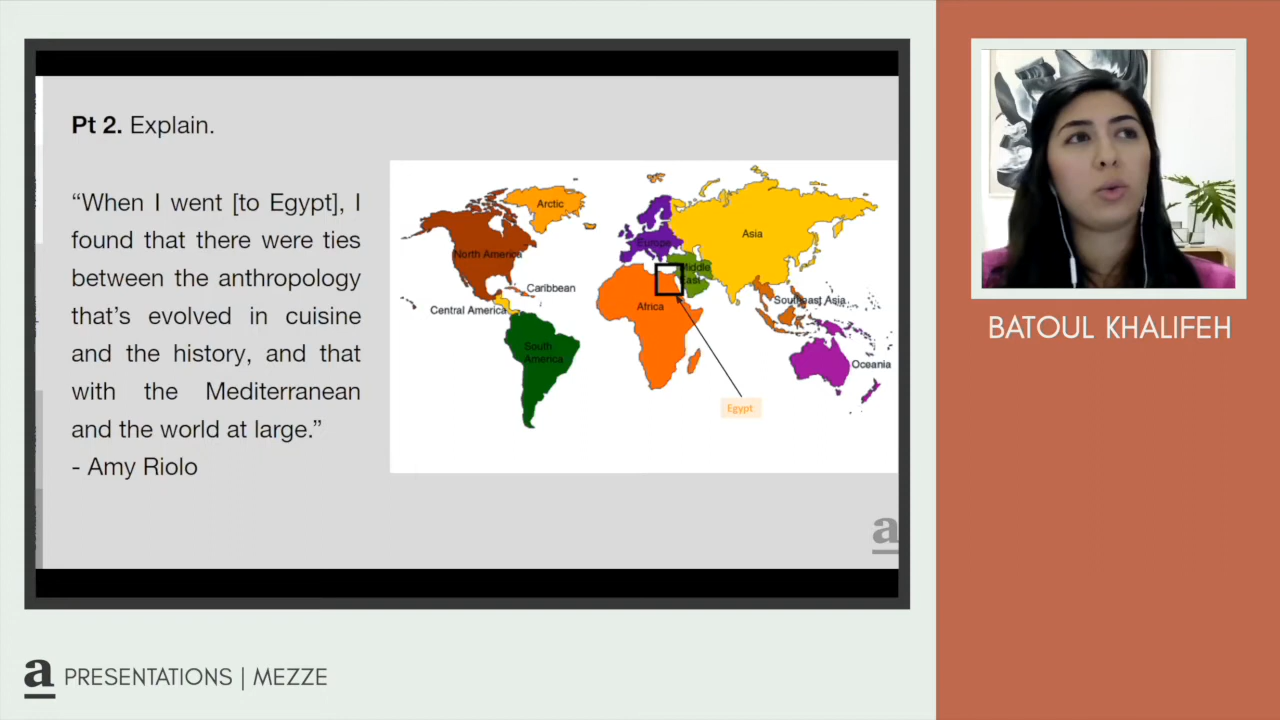 Pt 2. Explain.
“When I went [to Egypt], I
found that there were ties
between the anthropology
that’s evolved in cuisine
and the history, and that
with the Mediterranean
and the world at large.”
- Amy Riolo
Arctic
North America
Europe
Asia
Middle
East
Caribbean
Central America
Africa
Southeast Asia
South
America
Oceania
Egypt
a
BATOUL KHALIFEH
a PRESENTATIONS | MEZZE